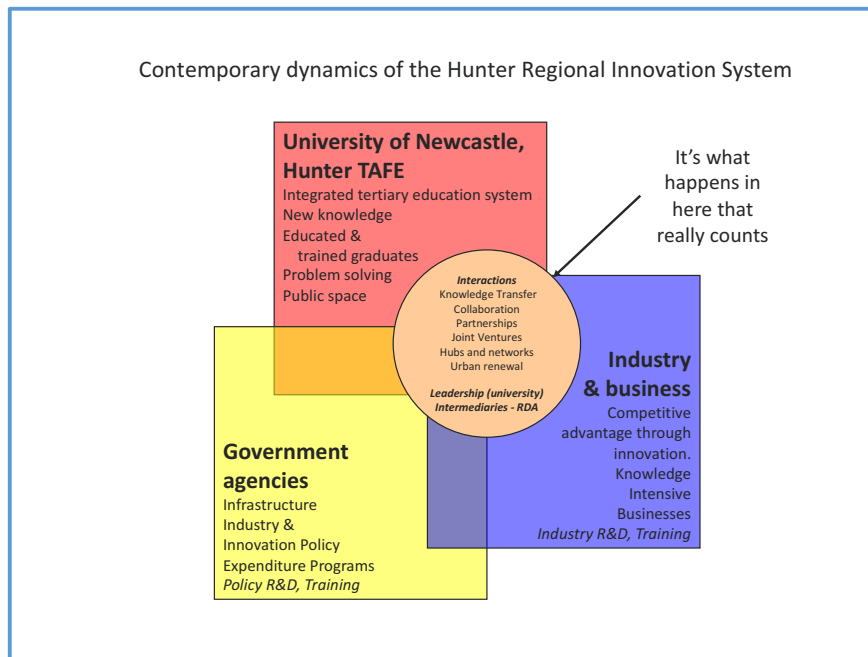 Contemporary dynamics of the Hunter Regional Innovation System
University of Newcastle,
Hunter TAFE
Integrated tertiary education system
New knowledge
Educated &
trained graduates
Problem solving
Public space
It's what
happens in
here that
really counts
Interactions
Knowledge Transfer
Collaboration
Partnerships
Joint Ventures
Hubs and networks
Urban renewal
Leadership (university)
Intermediaries - RDA
Industry
& business
Competitive
advantage through
innovation.
Knowledge
Intensive
Businesses
Industry R&D, Training
Government
agencies
Infrastructure
Industry &
Innovation Policy
Expenditure Programs
Policy R&D, Training